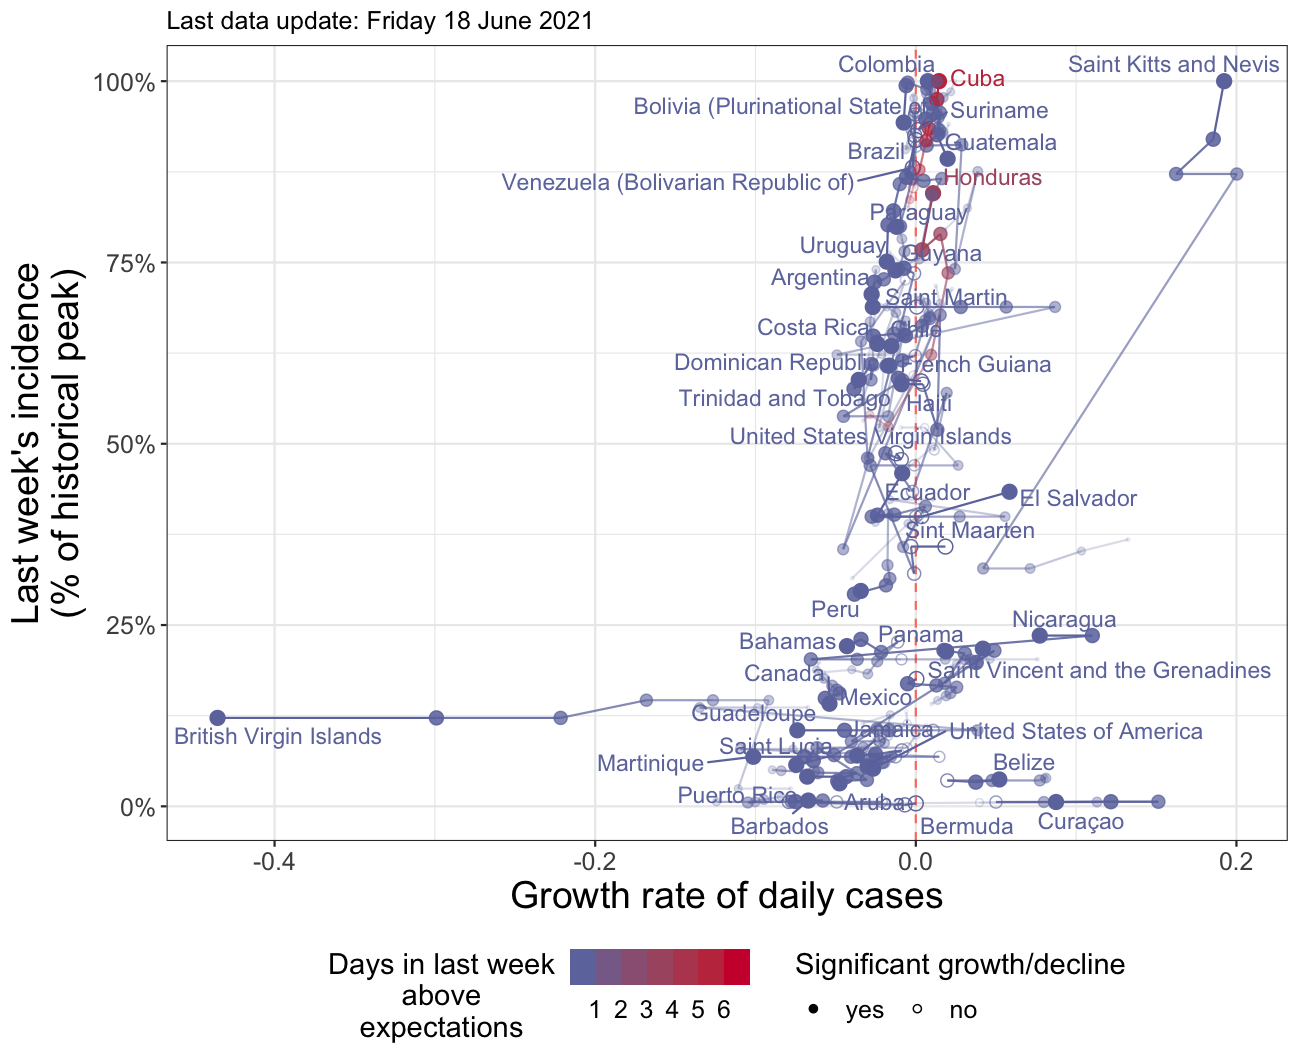 Last data update: Friday 18 June 2021
Last week's incidence
(% of historical peak)
100%
75%
50%
25%
0%
Colombia
Saint Kitts and Nevis
Cuba
Bolivia (Plurinational State of)
Suriname
Guatemala
Brazil
Venezuela (Bolivarian Republic of)
Honduras
Paraguay
Uruguay
Guyana
Argentina
Saint Martin
Costa Rica
Chile
Dominican Republic
French Guiana
Trinidad and Tobago
Haiti
United States Virgin Islands
Ecuador
El Salvador
Sint Maarten
Peru
Nicaragua
Bahamas
Panama
Canada
Saint Vincent and the Grenadines
Mexico
Guadeloupe
British Virgin Islands
Jamaica
United States of America
Saint Lucia
Martinique
Belize
Puerto Rico
Aruba
Barbados
Bermuda
Curaçao
-0.4
-0.2
0.0
0.2
Growth rate of daily cases
Days in last week
above
expectations
1 2 3 4 5 6
Significant growth/decline
yes
no